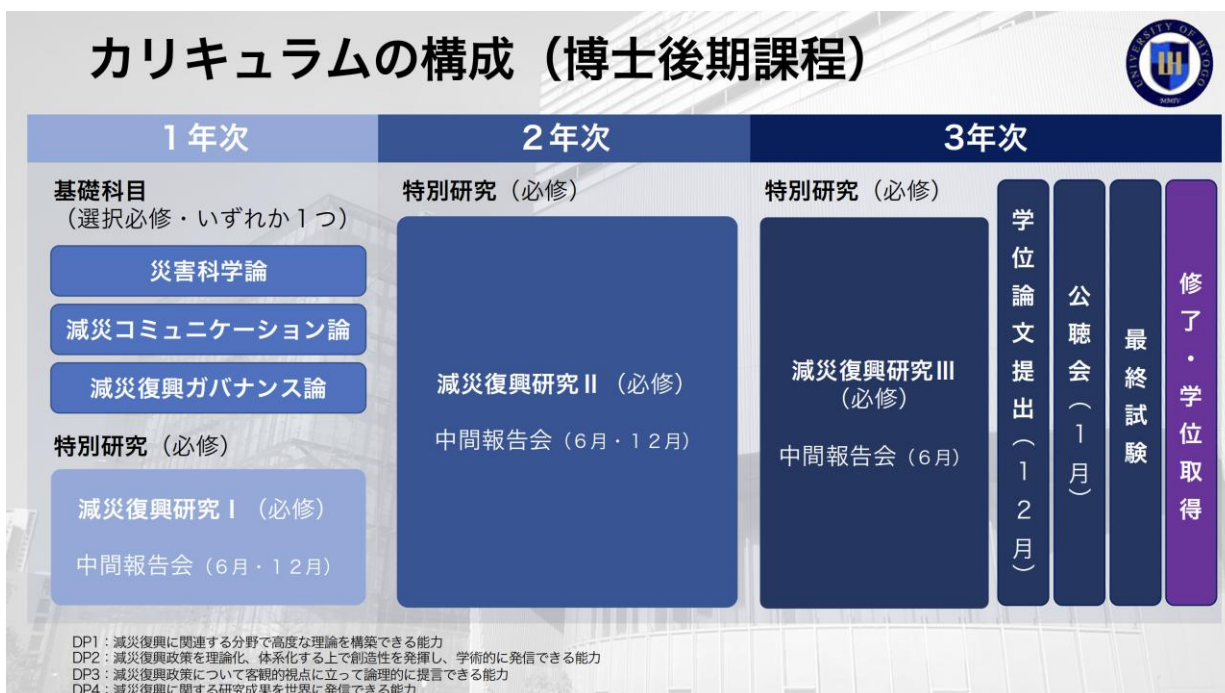 カリキュラムの構成（博士後期課程）
UNIVERSITY OF HYOGO
UH
MMIV
1年次
2年次
3年次
基礎科目
（選択必修・いずれか1つ）
災害科学論
減災コミュニケーション論
減災復興ガバナンス論
特別研究（必修）
減災復興研究Ⅰ（必修）
中間報告会（6月・12月）
特別研究（必修）
減災復興研究Ⅱ（必修）
中間報告会（6月・12月）
特別研究（必修）
減災復興研究Ⅲ
（必修）
中間報告会（6月）
学位論文提出（12月）
公聴会（1月）
最終試験
修了・学位取得
DP1：減災復興に関連する分野で高度な理論を構築できる能力
DP2：減災復興政策を理論化、体系化する上で創造性を発揮し、学術的に発信できる能力
DP3：減災復興政策について客観的視点に立って論理的に提言できる能力
DP4：減災復興に関する研究成果を世界に発信できる能力